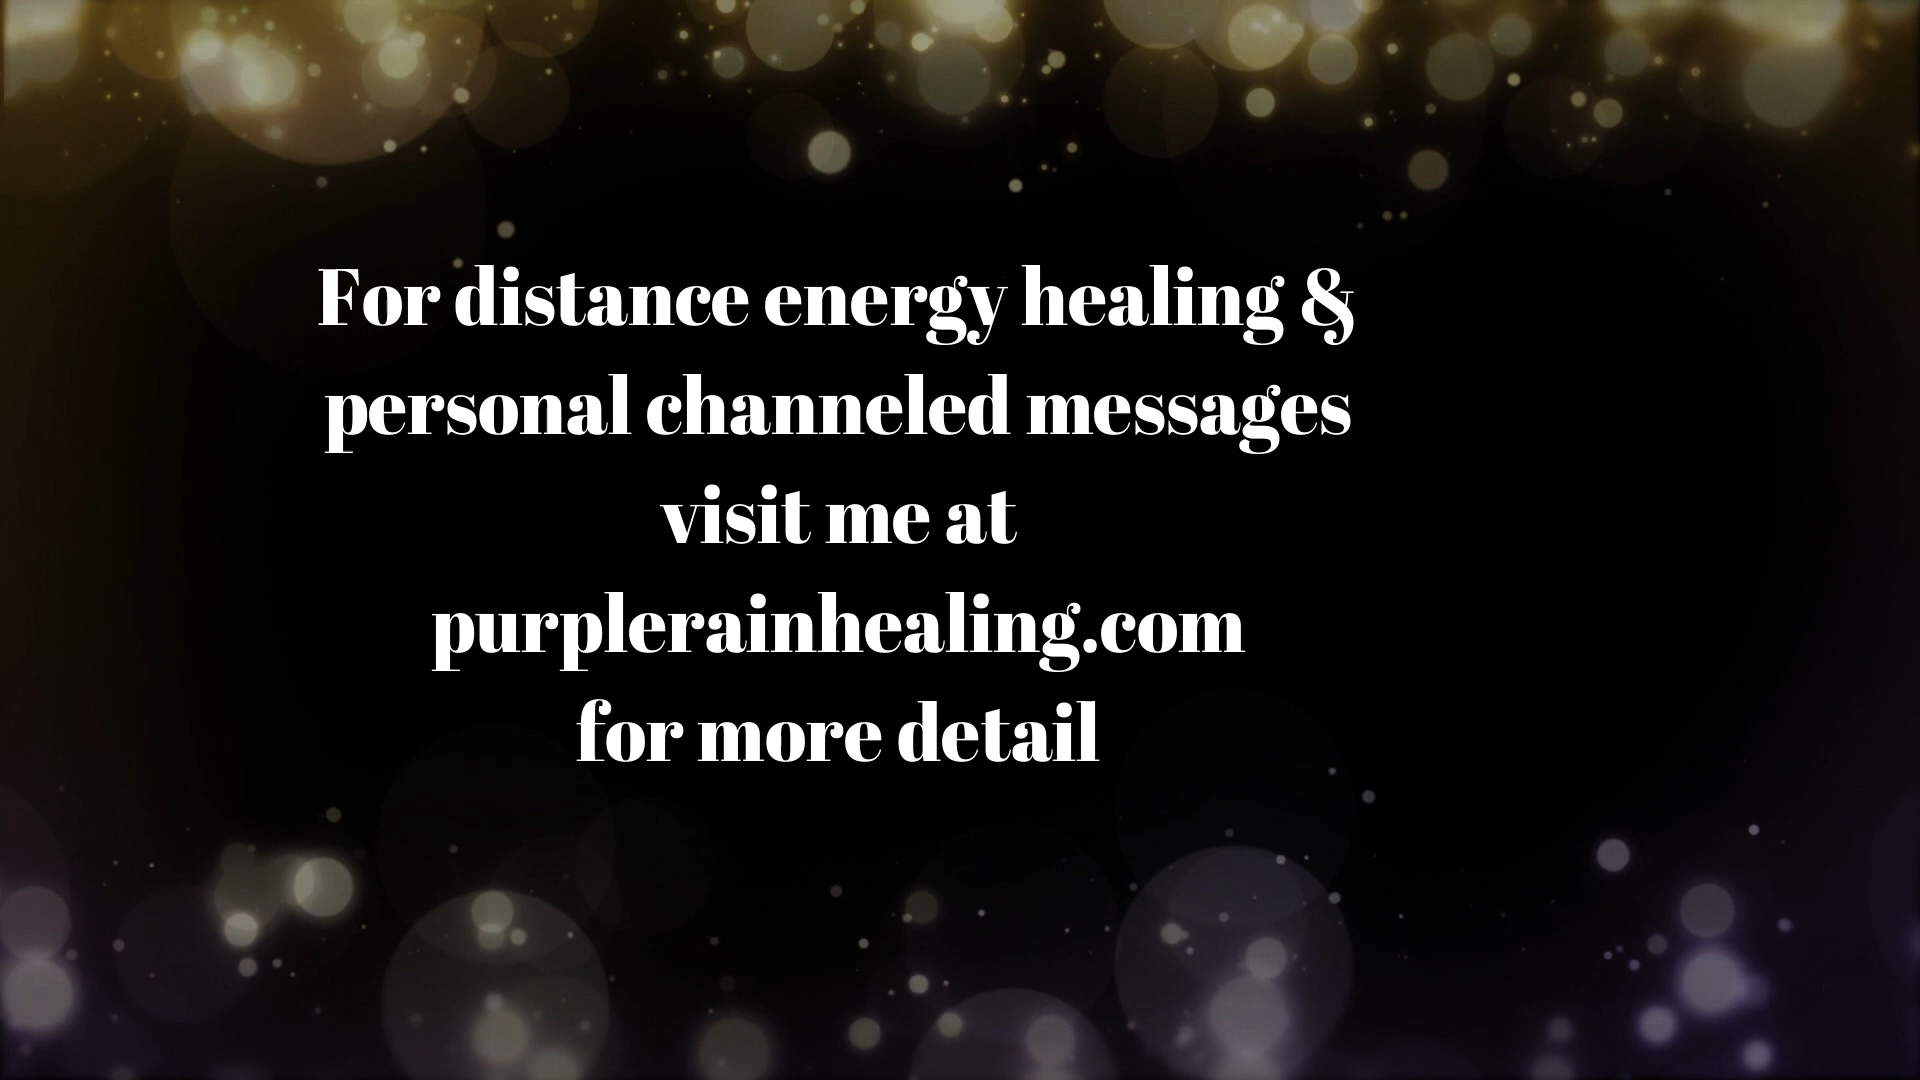 For distance energy healing &
personal channeled messages
visit me at
purplerainhealing.com
for more detail